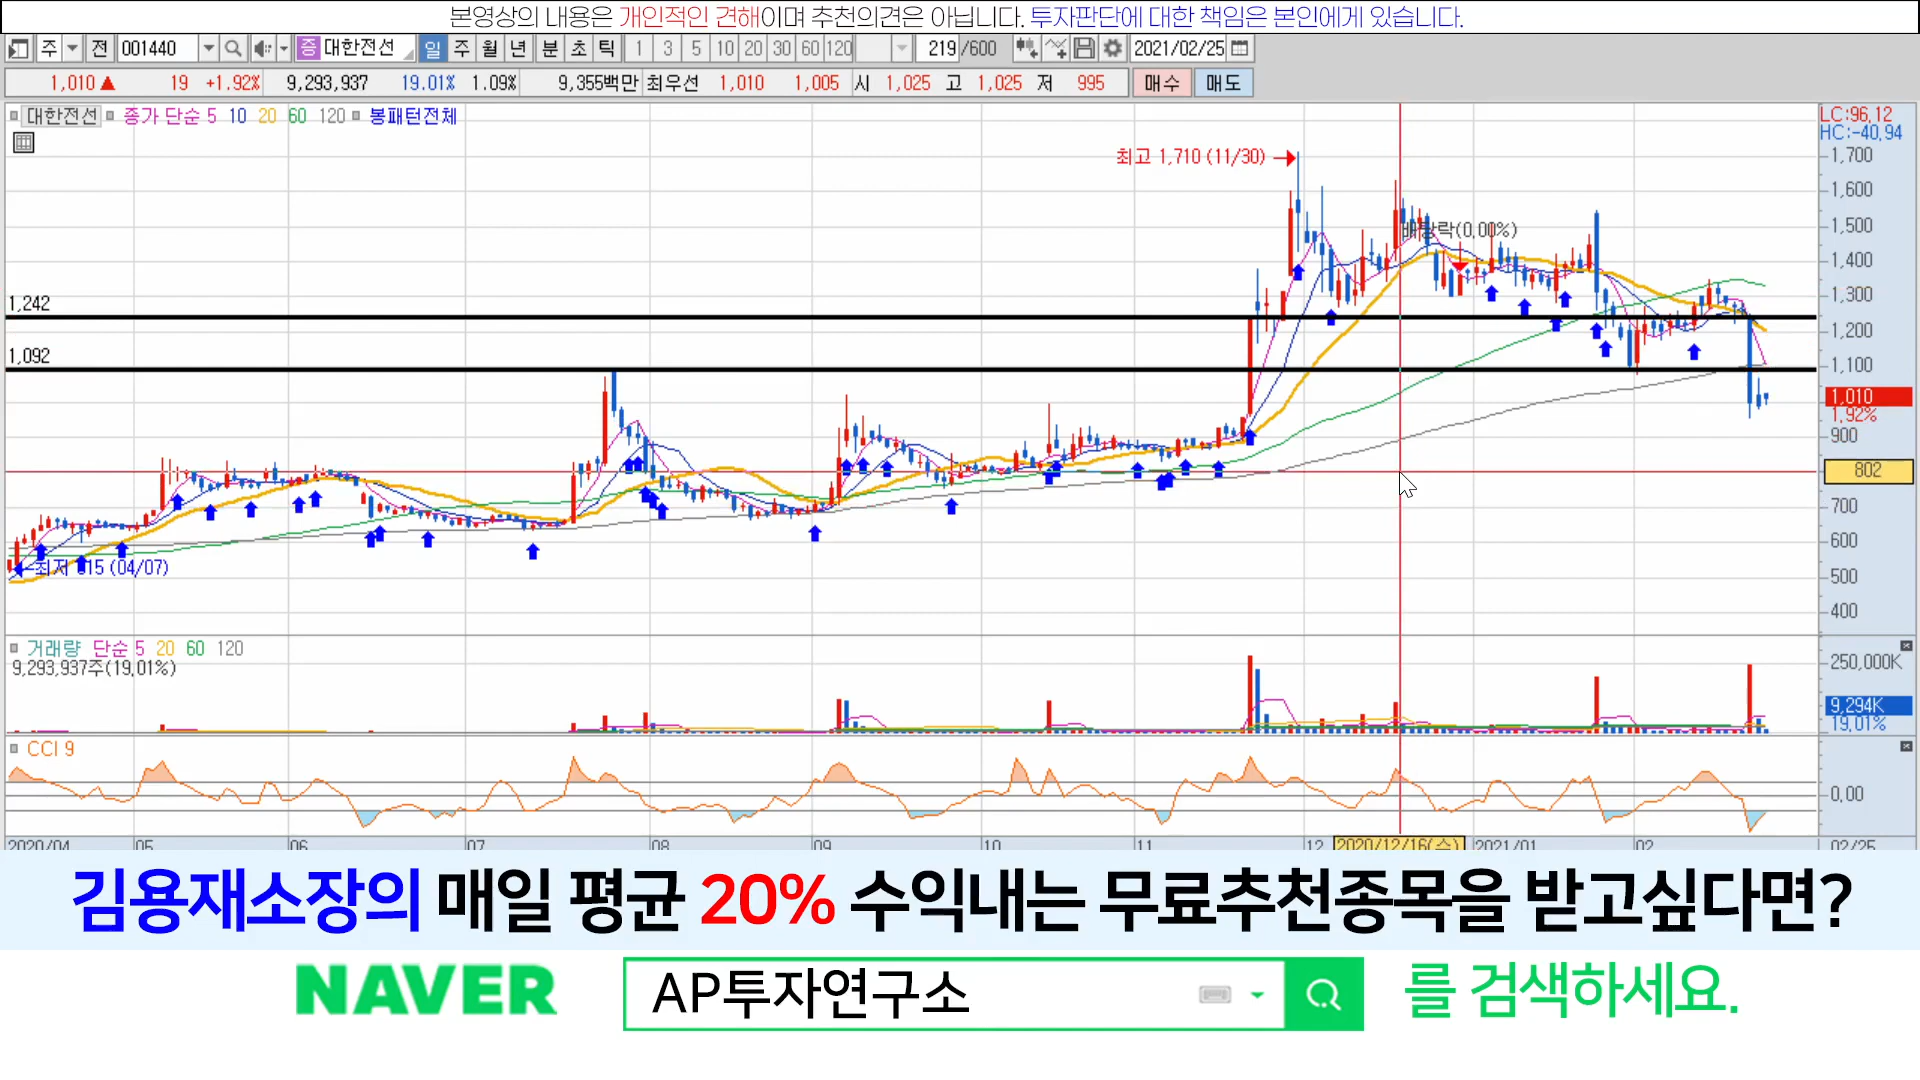 본영상의 내용은 개인적인 견해이며 추천의견은 아닙니다. 투자판단에 대한 책임은 본인에게 있습니다.
주 전 001440 증 대한전선 일 주 월 년 분 초 틱 1 3 5 10 20 30 60 120 219 /600 2021/02/25
1,010 ▲ 19 +1.92% 9,293,937 19.01% 1.09% 9,355백만 최우선 1,010 1,005 시 1,025 고 1,025 저 995 매수 매도
대한전선 종가 단순 5 10 20 60 120 봉패턴전체
LC:96.12
HC:-40.94
최고 1,710 (11/30)
1,700
1,600
1,500
(0.00%)
1,400
1,300
1,242
1,200
1,092
1,100
1,010
1.92%
900
802
700
600
최저 (04/07)
500
400
거래량 단순 5 20 60 120
9,293,937주(19.01%)
250,000K
9,294K
19.01%
CCI 9
0.00
2020/04 05 06 07 08 09 10 11 12 2020/12/16(수) 2021/01 02 02/25
김용재소장의 매일 평균 20% 수익내는 무료추천종목을 받고싶다면?
NAVER AP투자연구소 를 검색하세요.